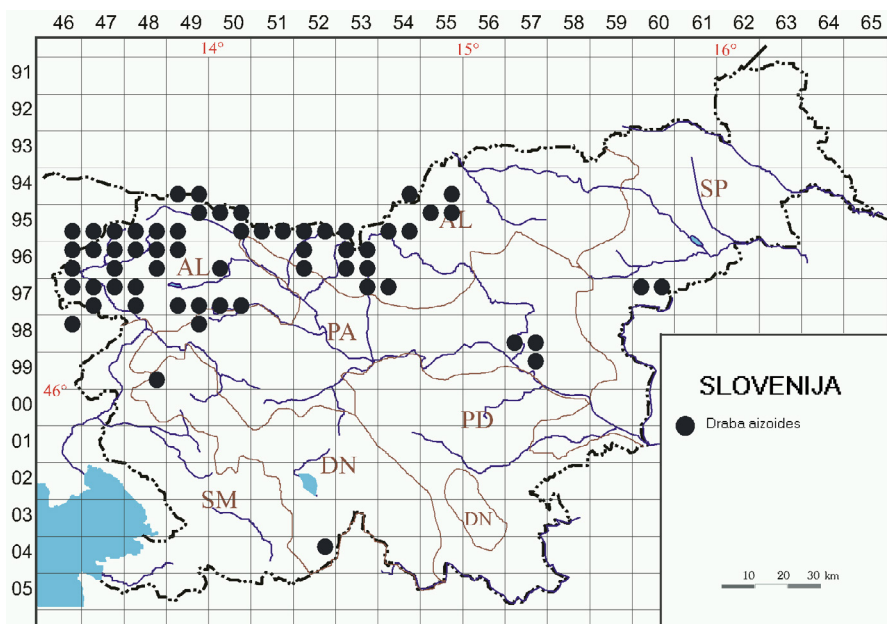 46 47 48 49 50 51 52 53 54 55 56 57 58 59 60 61 62 63 64 65
14° 15° 16°
91
92
93
94
SP
95
AL
96
AL
97
98
PA
99
46°
SLOVENIJA
00
PD
Draba aizoides
01
DN
02
SM
03
DN
04
05
10 20 30 km